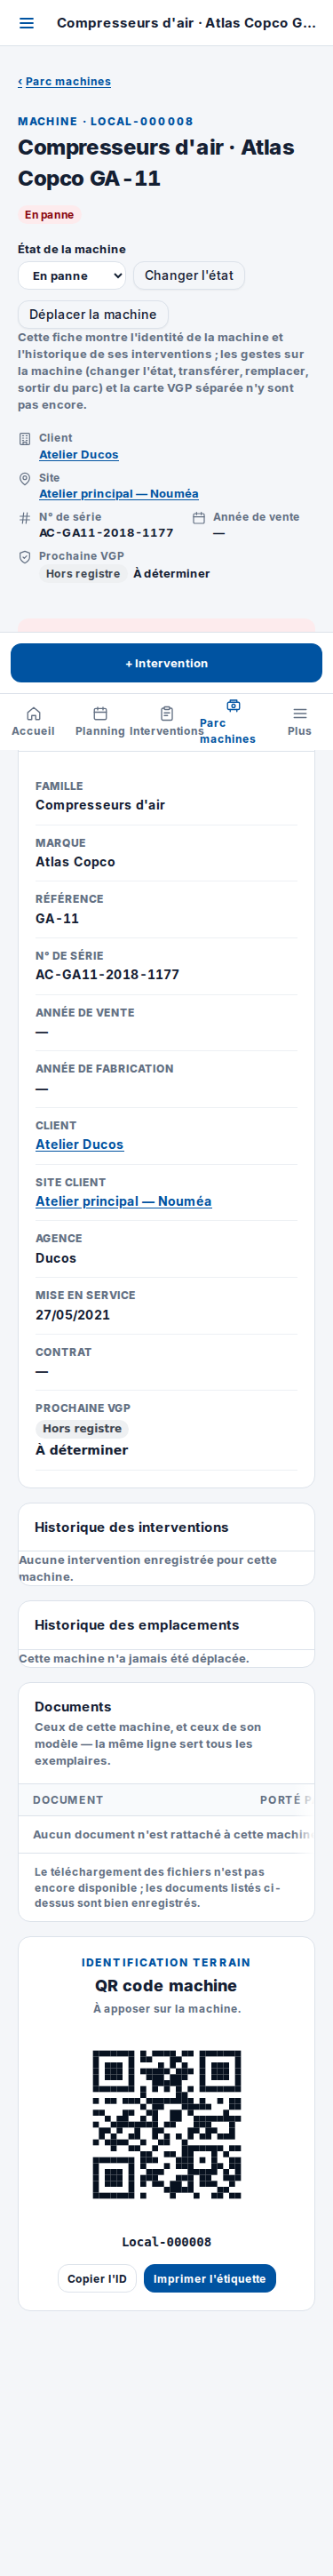 Compresseurs d'air · Atlas Copco G...
‹ Parc machines
MACHINE · LOCAL-000008
Compresseurs d'air · Atlas
Copco GA-11
En panne
État de la machine
En panne
Changer l'état
Déplacer la machine
Cette fiche montre l'identité de la machine et
l'historique de ses interventions ; les gestes sur
la machine (changer l'état, transférer, remplacer,
sortir du parc) et la carte VGP séparée n'y sont
pas encore.
Client
Atelier Ducos
Site
Atelier principal — Nouméa
N° de série
AC-GA11-2018-1177
Année de vente
—
Prochaine VGP
Hors registre À déterminer
+ Intervention
Accueil
Planning
Interventions
Parc
machines
Plus
FAMILLE
Compresseurs d'air
MARQUE
Atlas Copco
RÉFÉRENCE
GA-11
N° DE SÉRIE
AC-GA11-2018-1177
ANNÉE DE VENTE
—
ANNÉE DE FABRICATION
—
CLIENT
Atelier Ducos
SITE CLIENT
Atelier principal — Nouméa
AGENCE
Ducos
MISE EN SERVICE
27/05/2021
CONTRAT
—
PROCHAINE VGP
Hors registre
À déterminer
Historique des interventions
Aucune intervention enregistrée pour cette
machine.
Historique des emplacements
Cette machine n'a jamais été déplacée.
Documents
Ceux de cette machine, et ceux de son
modèle — la même ligne sert tous les
exemplaires.
DOCUMENT
PORTÉ P
Aucun document n'est rattaché à cette machin
Le téléchargement des fichiers n'est pas
encore disponible ; les documents listés ci-
dessus sont bien enregistrés.
IDENTIFICATION TERRAIN
QR code machine
À apposer sur la machine.
Local-000008
Copier l'ID
Imprimer l'étiquette